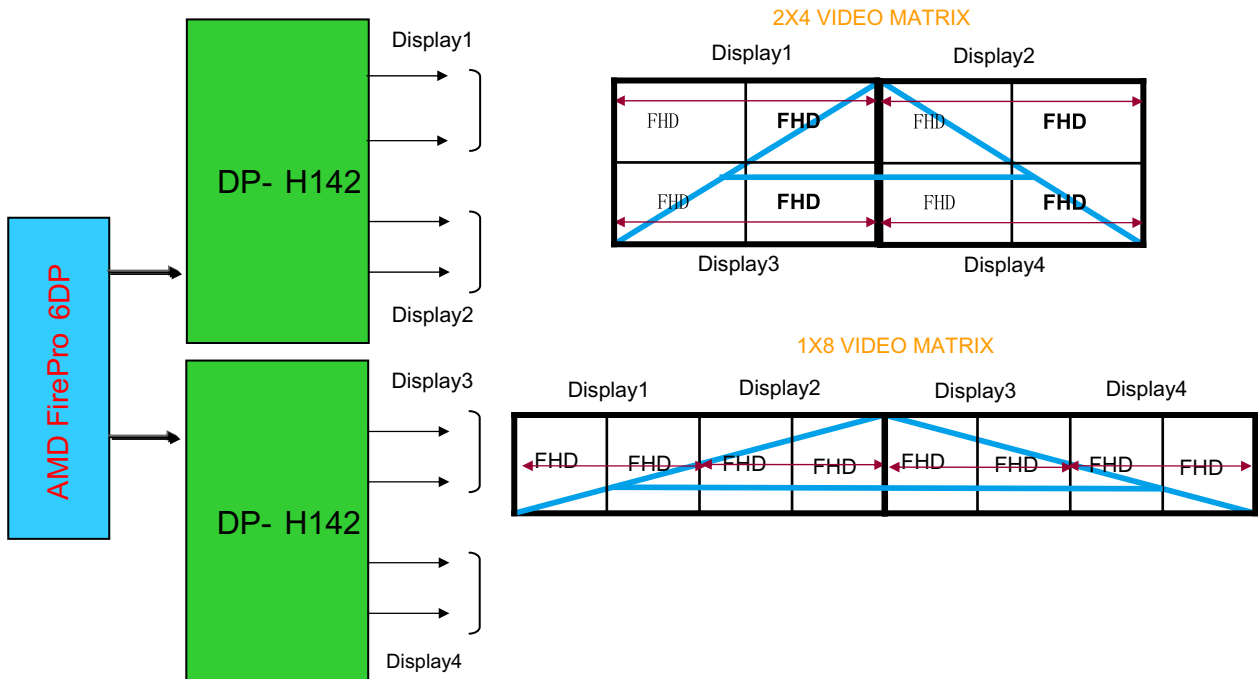 AMD FirePro 6DP
DP- H142
DP- H142
Display1
Display2
Display3
Display4
2X4 VIDEO MATRIX
Display1 Display2
FHD FHD FHD FHD
FHD FHD FHD FHD
Display3 Display4
1X8 VIDEO MATRIX
Display1 Display2 Display3 Display4
FHD FHD FHD FHD FHD FHD FHD FHD